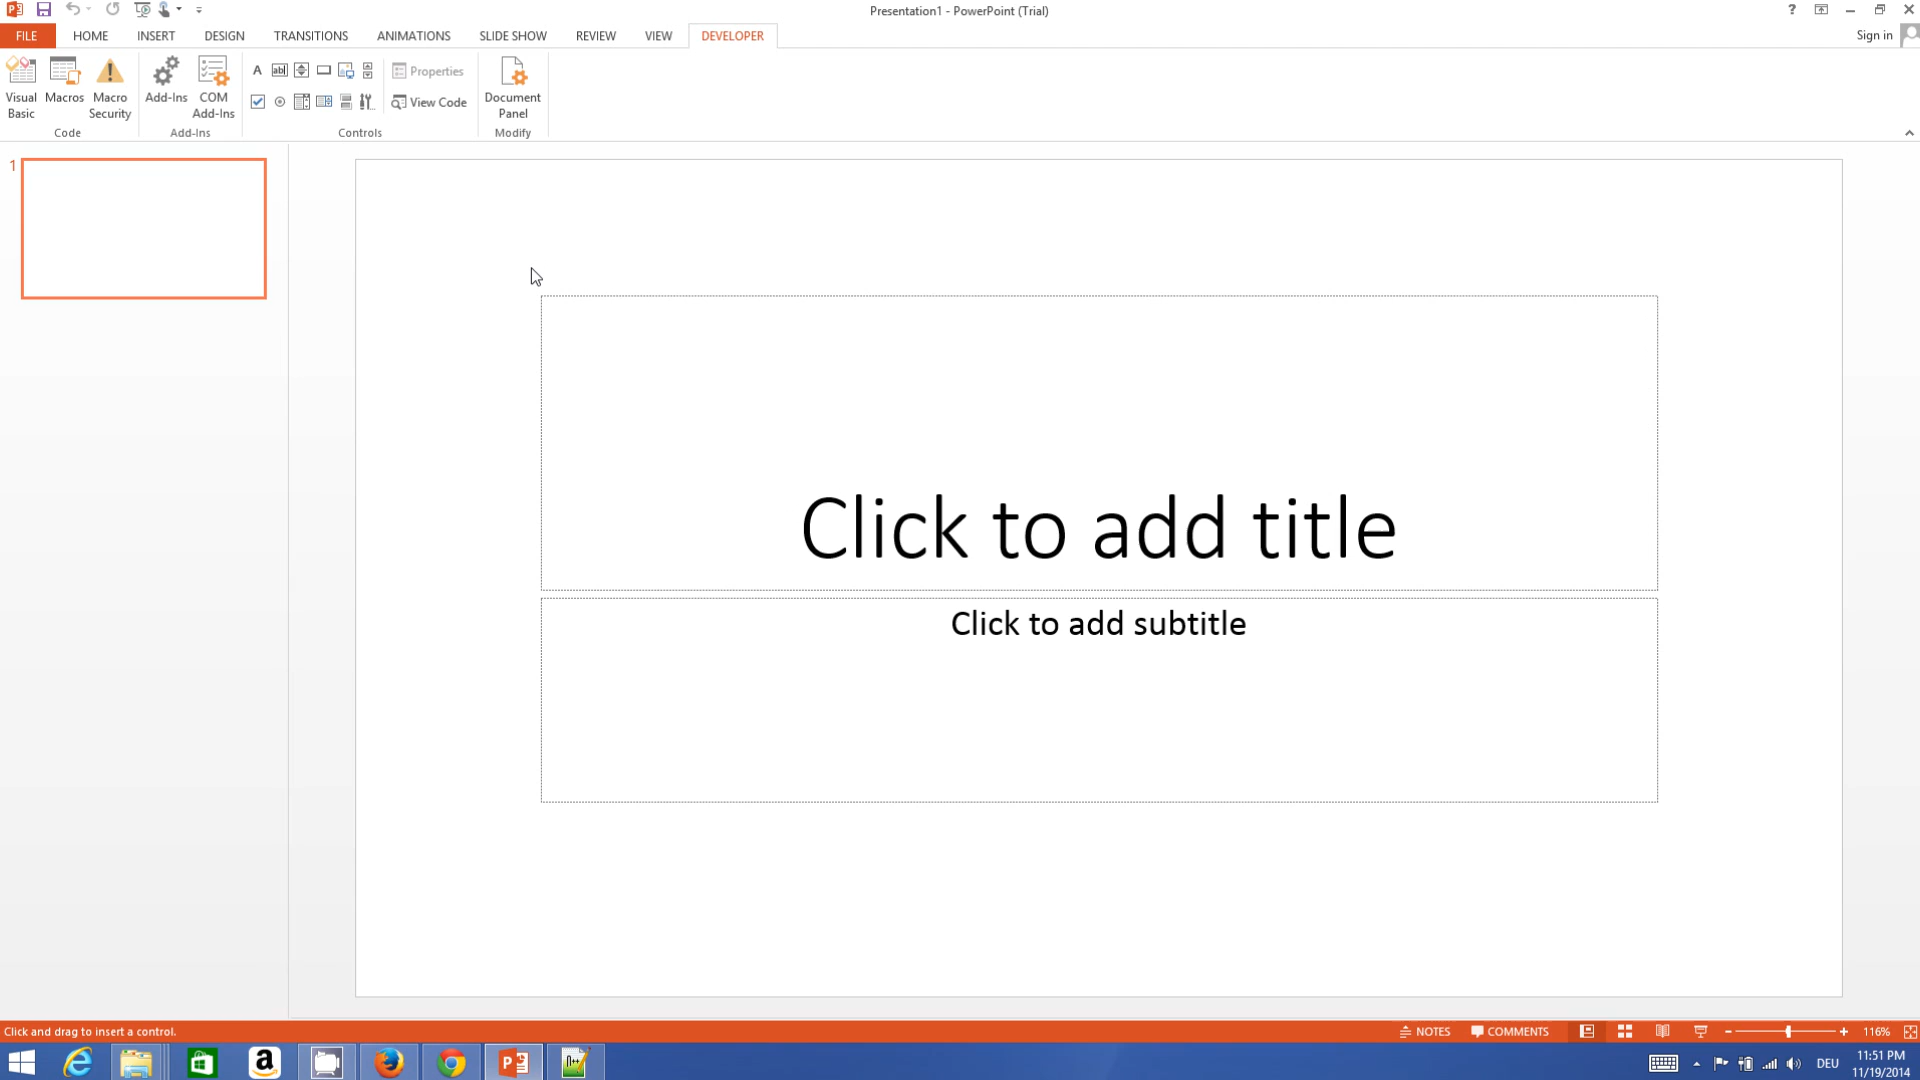 Presentation1 - PowerPoint (Trial)
FILE HOME INSERT DESIGN TRANSITIONS ANIMATIONS SLIDE SHOW REVIEW VIEW DEVELOPER Sign in
Visual Basic
Macros
Macro Security
Add-Ins
COM Add-Ins
Properties
View Code
Document Panel
Code Add-Ins Controls Modify
1
Click to add title
Click to add subtitle
Click and drag to insert a control. NOTES COMMENTS 116%
DEU 11:51 PM
11/19/2014